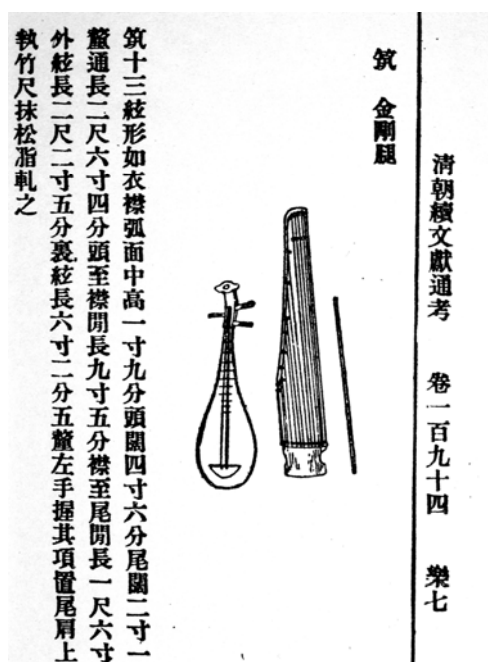 清朝續文獻通考 卷一百九十四 樂七
筑 金剛腿
筑十三絃形如衣襟弧面中高一寸九分頭闊四寸六分尾闊二寸一
釐通長二尺六寸四分頭至襟閒長九寸五分襟至尾閒長一尺六寸
外絃長二尺二寸五分裏絃長六寸二分五釐左手握其項置尾肩上
執竹尺抹松脂軋之